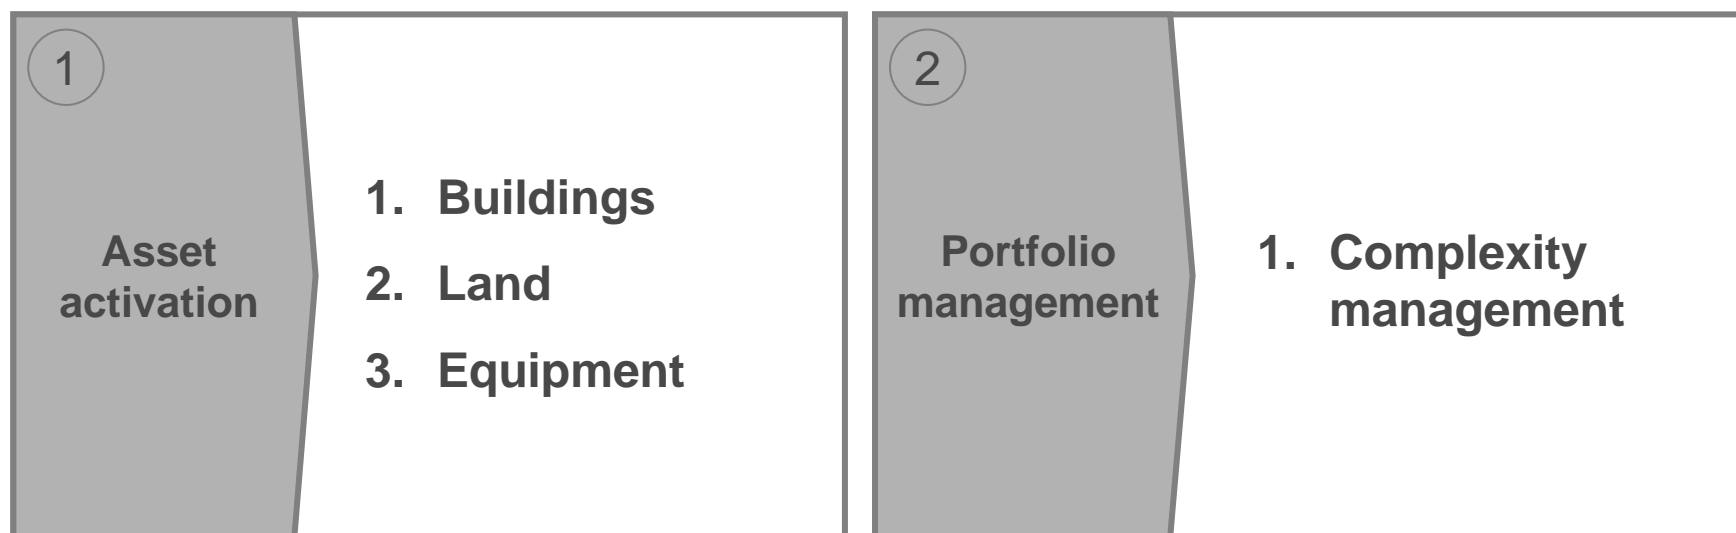 1
Asset
activation
1. Buildings
2. Land
3. Equipment
2
Portfolio
management
1. Complexity
management